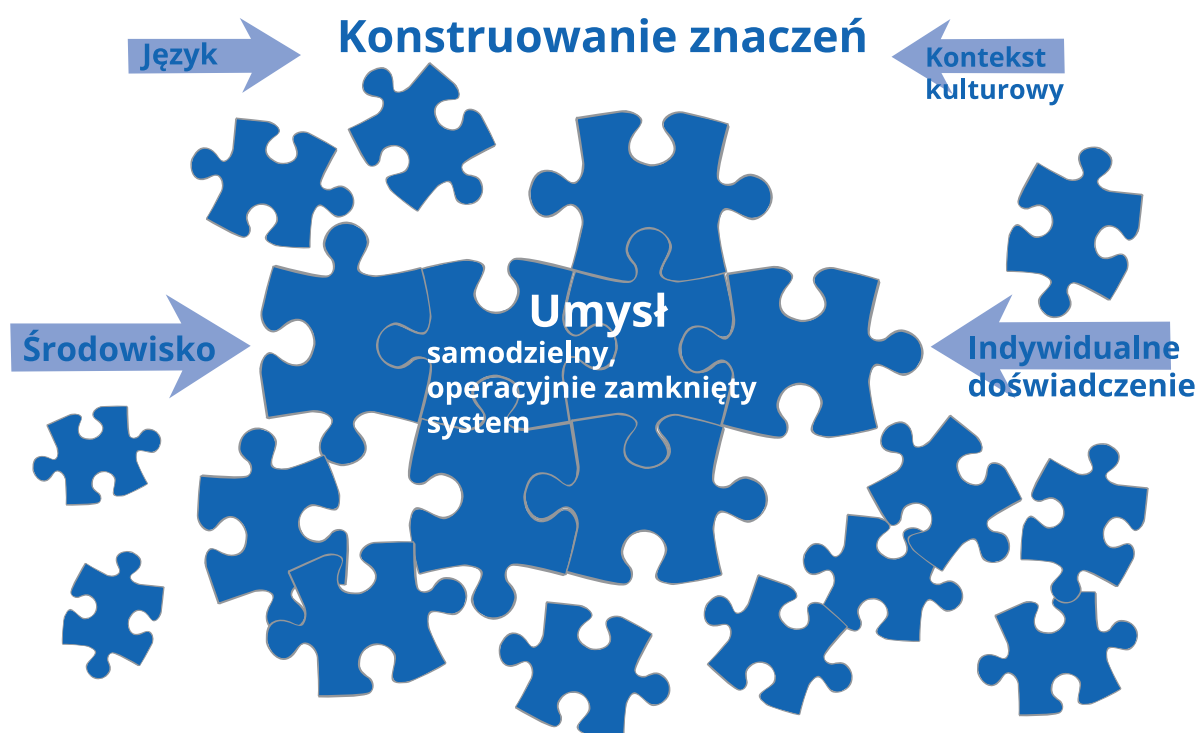 Konstruowanie znaczeń
Język
Kontekst
kulturowy
Umysł
samodzielny,
operacyjnie zamknięty
system
Środowisko
Indywidualne
doświadczenie